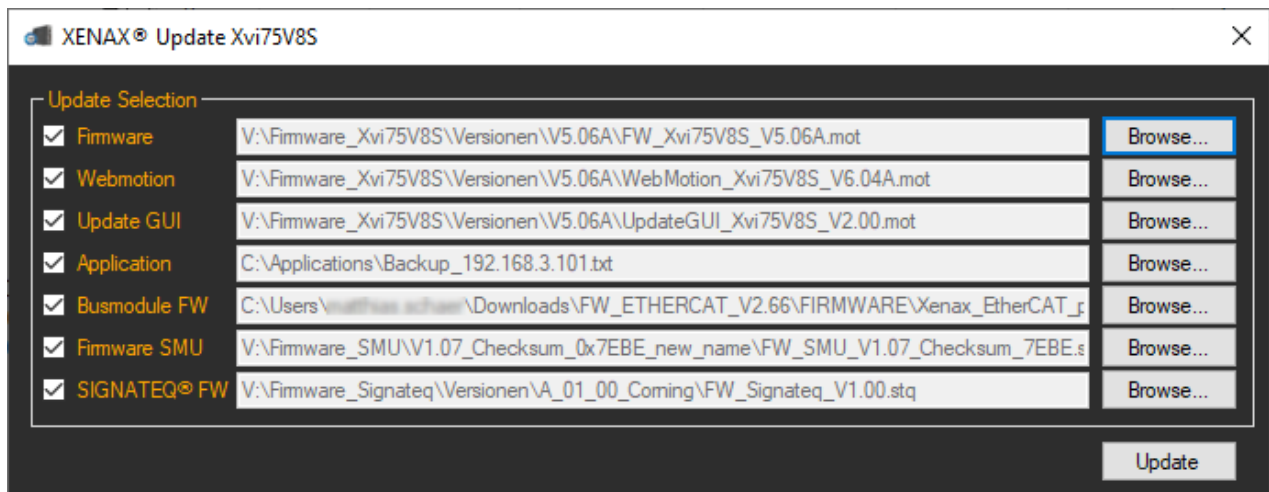 XENAX® Update Xvi75V8S
Update Selection
Firmware V:\Firmware_Xvi75V8S\Versionen\V5.06A\FW_Xvi75V8S_V5.06A.mot Browse...
Webmotion V:\Firmware_Xvi75V8S\Versionen\V5.06A\WebMotion_Xvi75V8S_V6.04A.mot Browse...
Update GUI V:\Firmware_Xvi75V8S\Versionen\V5.06A\UpdateGUI_Xvi75V8S_V2.00.mot Browse...
Application C:\Applications\Backup_192.168.3.101.txt Browse...
Busmodule FW C:\Users\ \Downloads\FW_ETHERCAT_V2.66\FIRMWARE\Xenax_EtherCAT_p Browse...
Firmware SMU V:\Firmware_SMU\V1.07_Checksum_0x7EBE_new_name\FW_SMU_V1.07_Checksum_7EBE.s Browse...
SIGNATEQ® FW V:\Firmware_Signateq\Versionen\A_01_00_Corning\FW_Signateq_V1.00.stq Browse...
Update